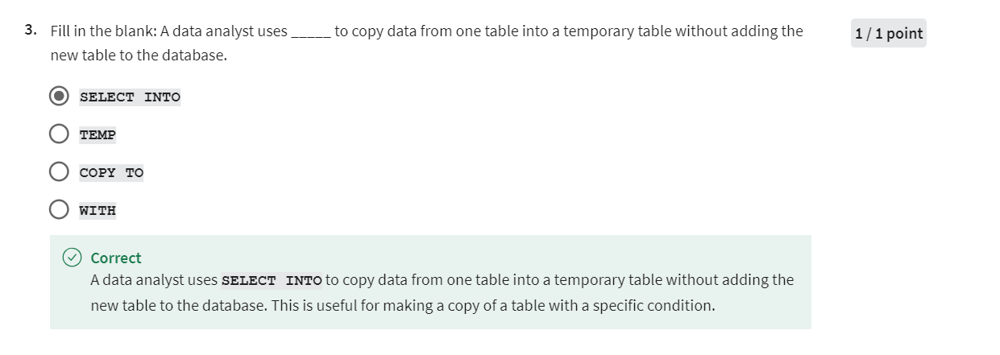 3. Fill in the blank: A data analyst uses _____ to copy data from one table into a temporary table without adding the
1 / 1 point
new table to the database.
SELECT INTO
TEMP
COPY TO
WITH
Correct
A data analyst uses SELECT INTO to copy data from one table into a temporary table without adding the
new table to the database. This is useful for making a copy of a table with a specific condition.